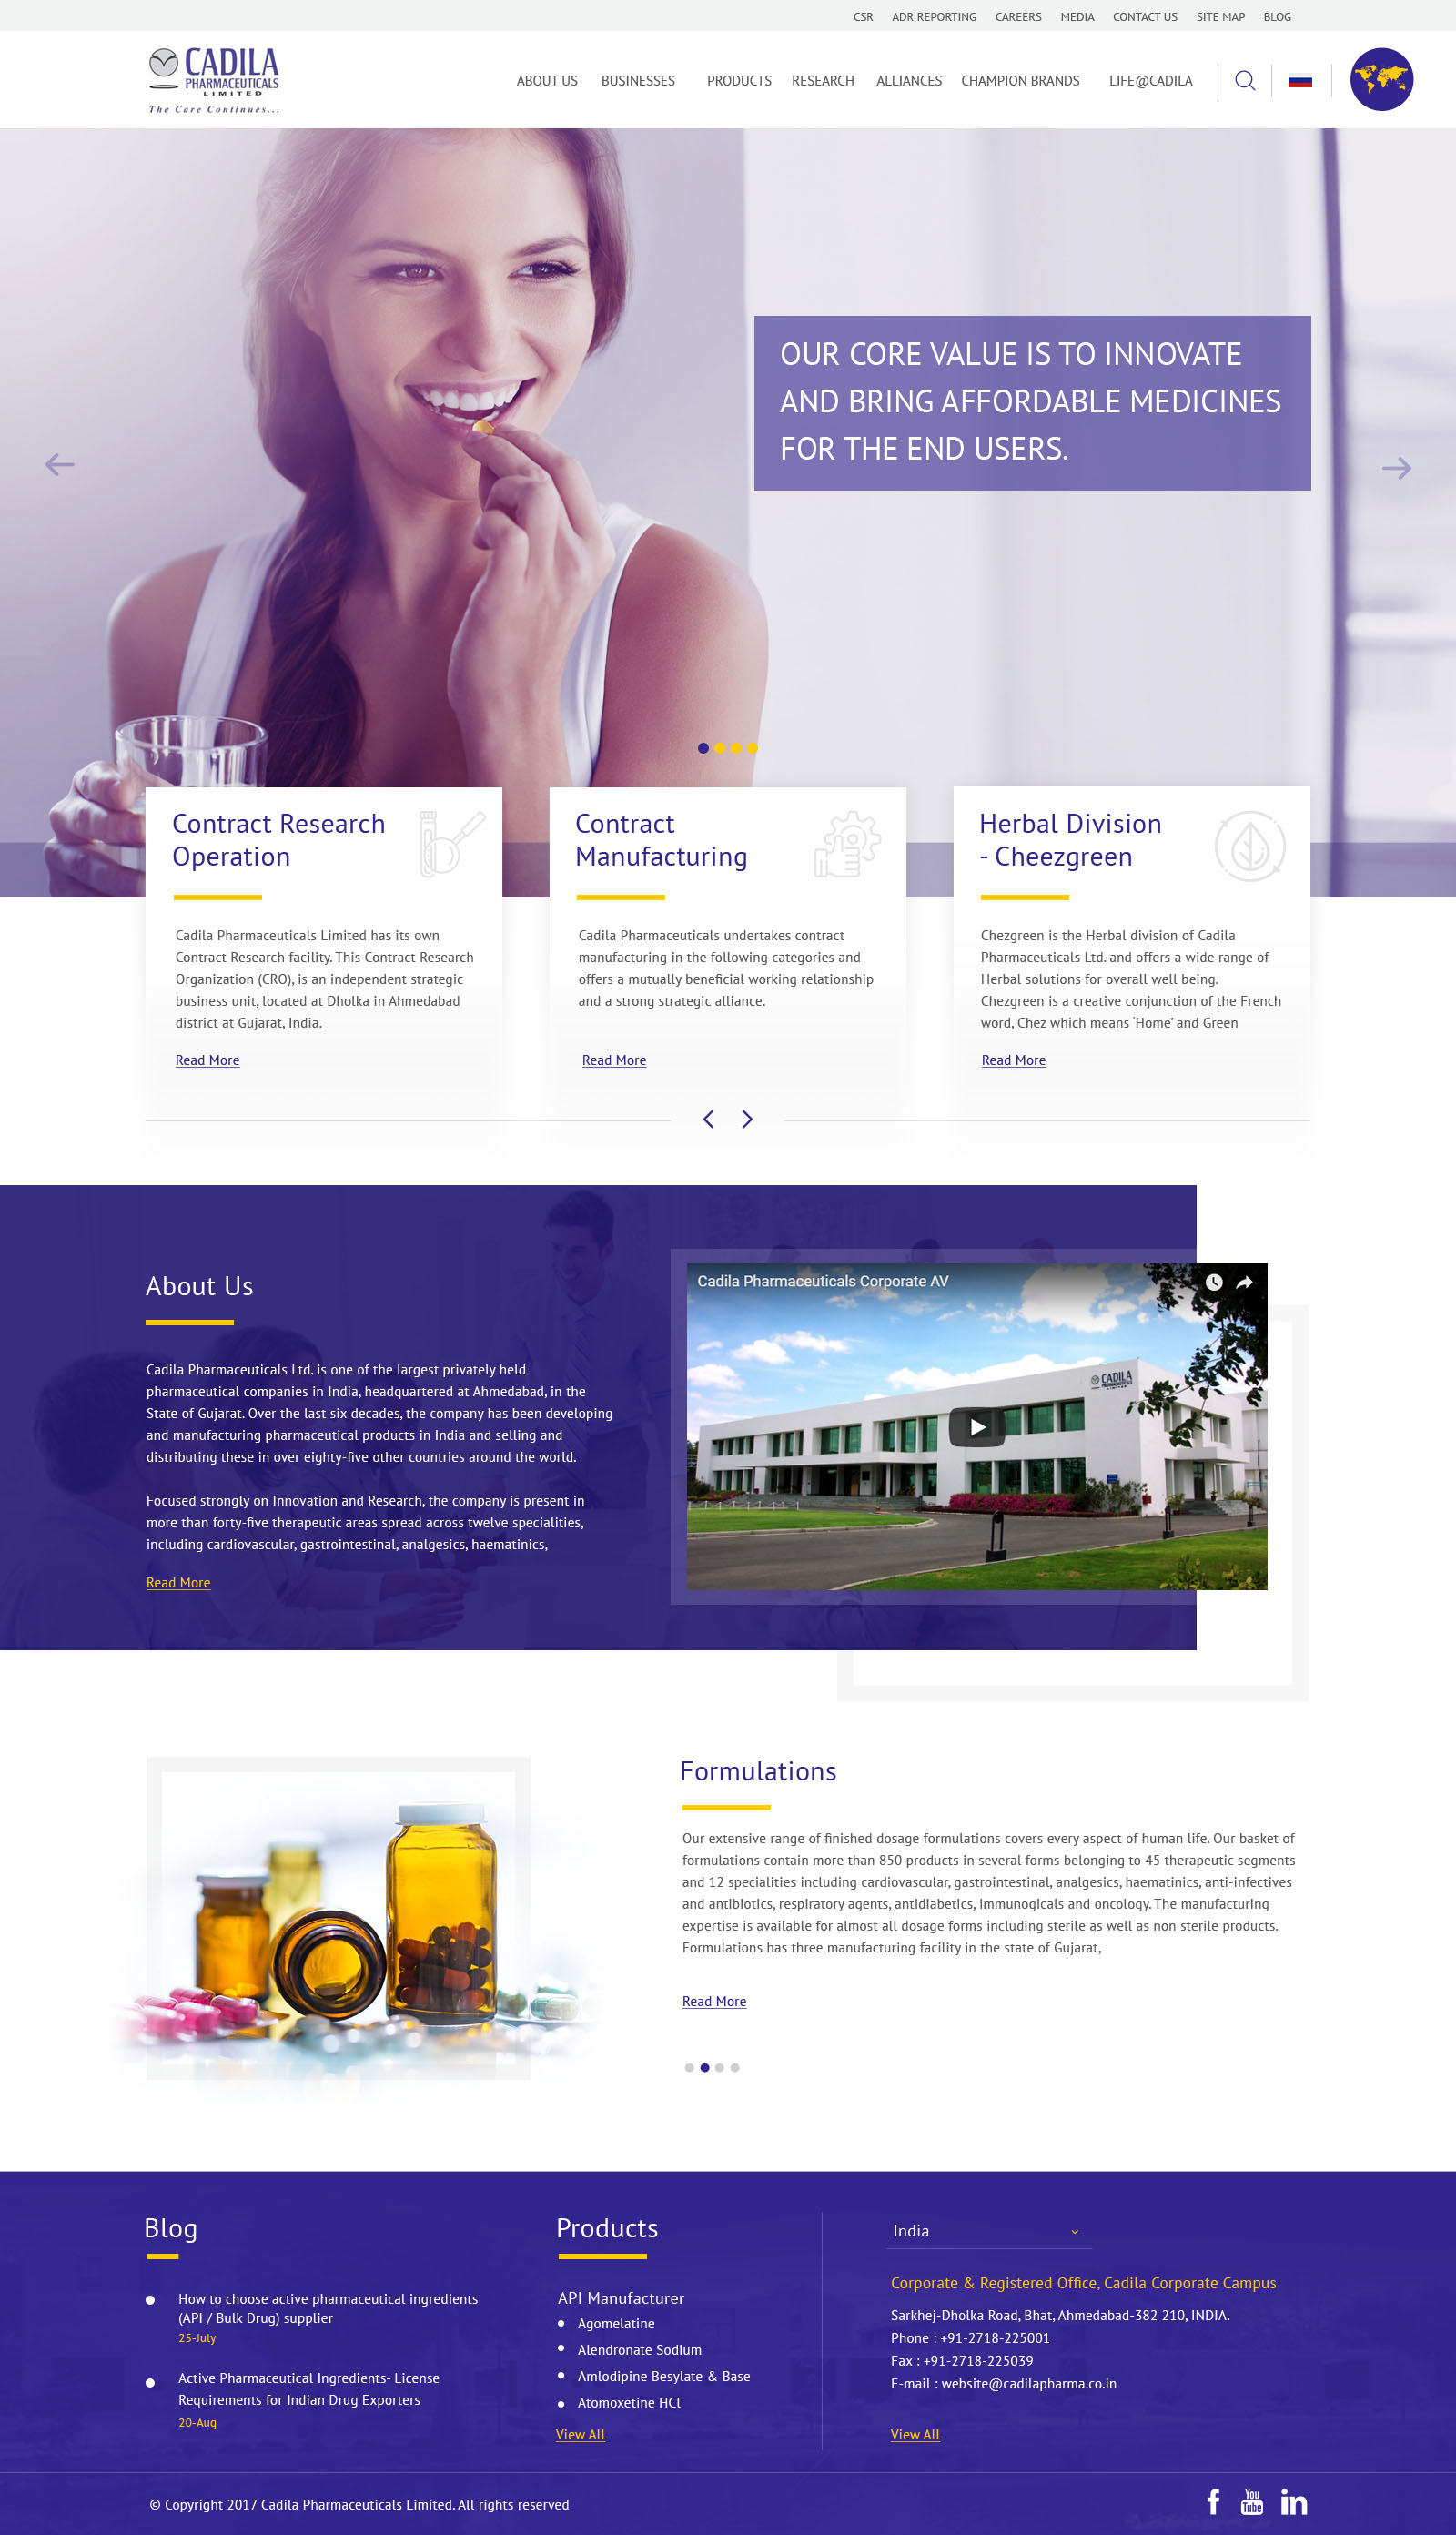 CSR ADR REPORTING CAREERS MEDIA CONTACT US SITE MAP BLOG
CADILA
PHARMACEUTICALS
LIMITED
The Care Continues...
ABOUT US BUSINESSES PRODUCTS RESEARCH ALLIANCES CHAMPION BRANDS LIFE@CADILA
OUR CORE VALUE IS TO INNOVATE
AND BRING AFFORDABLE MEDICINES
FOR THE END USERS.
Contract Research
Operation
Cadila Pharmaceuticals Limited has its own
Contract Research facility. This Contract Research
Organization (CRO), is an independent strategic
business unit, located at Dholka in Ahmedabad
district at Gujarat, India.
Read More
Contract
Manufacturing
Cadila Pharmaceuticals undertakes contract
manufacturing in the following categories and
offers a mutually beneficial working relationship
and a strong strategic alliance.
Read More
Herbal Division
- Cheezgreen
Chezgreen is the Herbal division of Cadila
Pharmaceuticals Ltd. and offers a wide range of
Herbal solutions for overall well being.
Chezgreen is a creative conjunction of the French
word, Chez which means ‘Home’ and Green
Read More
About Us
Cadila Pharmaceuticals Ltd. is one of the largest privately held
pharmaceutical companies in India, headquartered at Ahmedabad, in the
State of Gujarat. Over the last six decades, the company has been developing
and manufacturing pharmaceutical products in India and selling and
distributing these in over eighty-five other countries around the world.
Focused strongly on Innovation and Research, the company is present in
more than forty-five therapeutic areas spread across twelve specialities,
including cardiovascular, gastrointestinal, analgesics, haematinics,
Read More
Cadila Pharmaceuticals Corporate AV
CADILA
PHARMACEUTICALS
LIMITED
Formulations
Our extensive range of finished dosage formulations covers every aspect of human life. Our basket of
formulations contain more than 850 products in several forms belonging to 45 therapeutic segments
and 12 specialities including cardiovascular, gastrointestinal, analgesics, haematinics, anti-infectives
and antibiotics, respiratory agents, antidiabetics, immunogicals and oncology. The manufacturing
expertise is available for almost all dosage forms including sterile as well as non sterile products.
Formulations has three manufacturing facility in the state of Gujarat,
Read More
Blog
How to choose active pharmaceutical ingredients
(API / Bulk Drug) supplier
25-July
Active Pharmaceutical Ingredients- License
Requirements for Indian Drug Exporters
20-Aug
Products
API Manufacturer
Agomelatine
Alendronate Sodium
Amlodipine Besylate & Base
Atomoxetine HCl
View All
India
Corporate & Registered Office, Cadila Corporate Campus
Sarkhej-Dholka Road, Bhat, Ahmedabad-382 210, INDIA.
Phone : +91-2718-225001
Fax : +91-2718-225039
E-mail : website@cadilapharma.co.in
View All
© Copyright 2017 Cadila Pharmaceuticals Limited. All rights reserved
f You Tube in